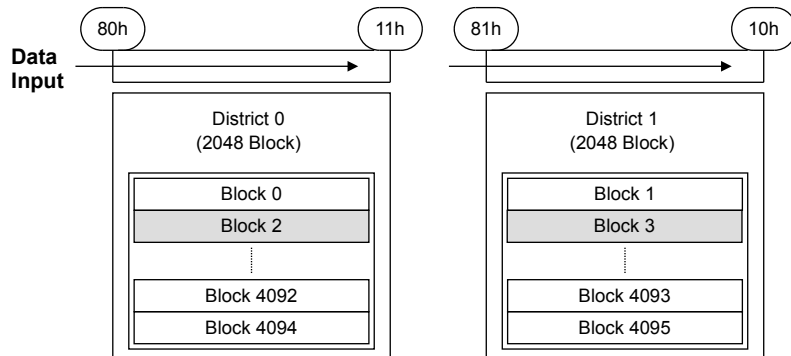 80h
11h
81h
10h
Data
Input
District 0
(2048 Block)
Block 0
Block 2
Block 4092
Block 4094
District 1
(2048 Block)
Block 1
Block 3
Block 4093
Block 4095